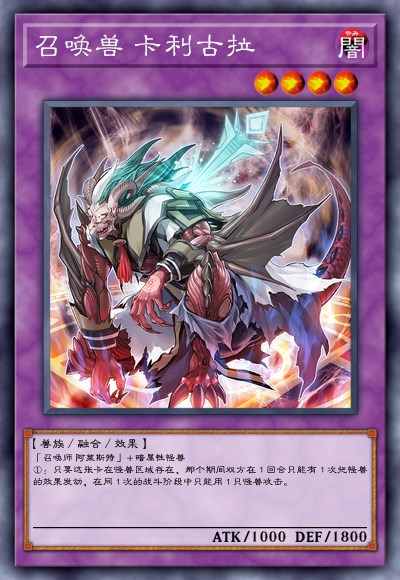 召唤兽 卡利古拉
やみ
闇
【兽族/融合/效果】
「召唤师 阿莱斯特」+暗属性怪兽
①：只要这张卡在怪兽区域存在，那个期间双方在1回合只能有1次把怪兽
的效果发动，在同1次的战斗阶段中只能用1只怪兽攻击。
ATK/1000 DEF/1800